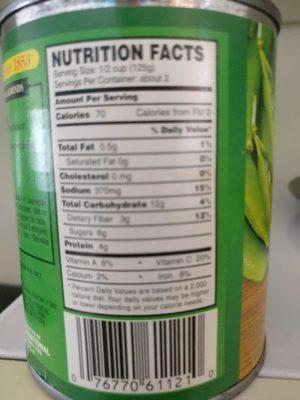 1853
NUTRITION FACTS
Serving Size: 1/2 cup (125g)
Servings Per Container: about 2
Amount Per Serving
Calories 70 Calories from Fat 0
% Daily Value*
Total Fat 0.5g 1%
Saturated Fat 0g 0%
Cholesterol 0 mg 0%
Sodium 370mg 15%
Total Carbohydrate 12g 4%
Dietary Fiber 3g 12%
Sugars 6g
Protein 4g
Vitamin A 6% • Vitamin C 20%
Calcium 2% • Iron 8%
* Percent Daily Values are based on a 2,000
calorie diet. Your daily values may be higher
or lower depending on your calorie needs.
0 76770 61121 0